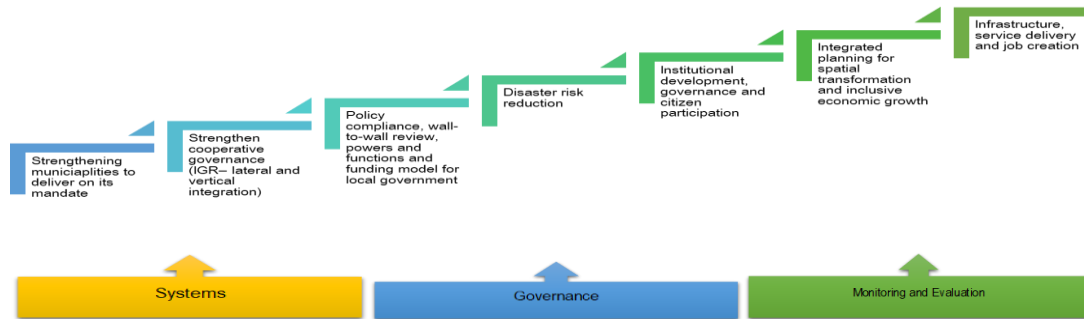 Strengthening
municiaplities to
deliver on its
mandate
Strengthen
cooperative
governance
(IGR– lateral and
vertical
integration)
Policy
compliance, wall-
to-wall review,
powers and
functions and
funding model for
local government
Disaster risk
reduction
Institutional
development,
governance and
citizen
participation
Integrated
planning for
spatial
transformation
and inclusive
economic growth
Infrastructure,
service delivery
and job creation
Systems
Governance
Monitoring and Evaluation